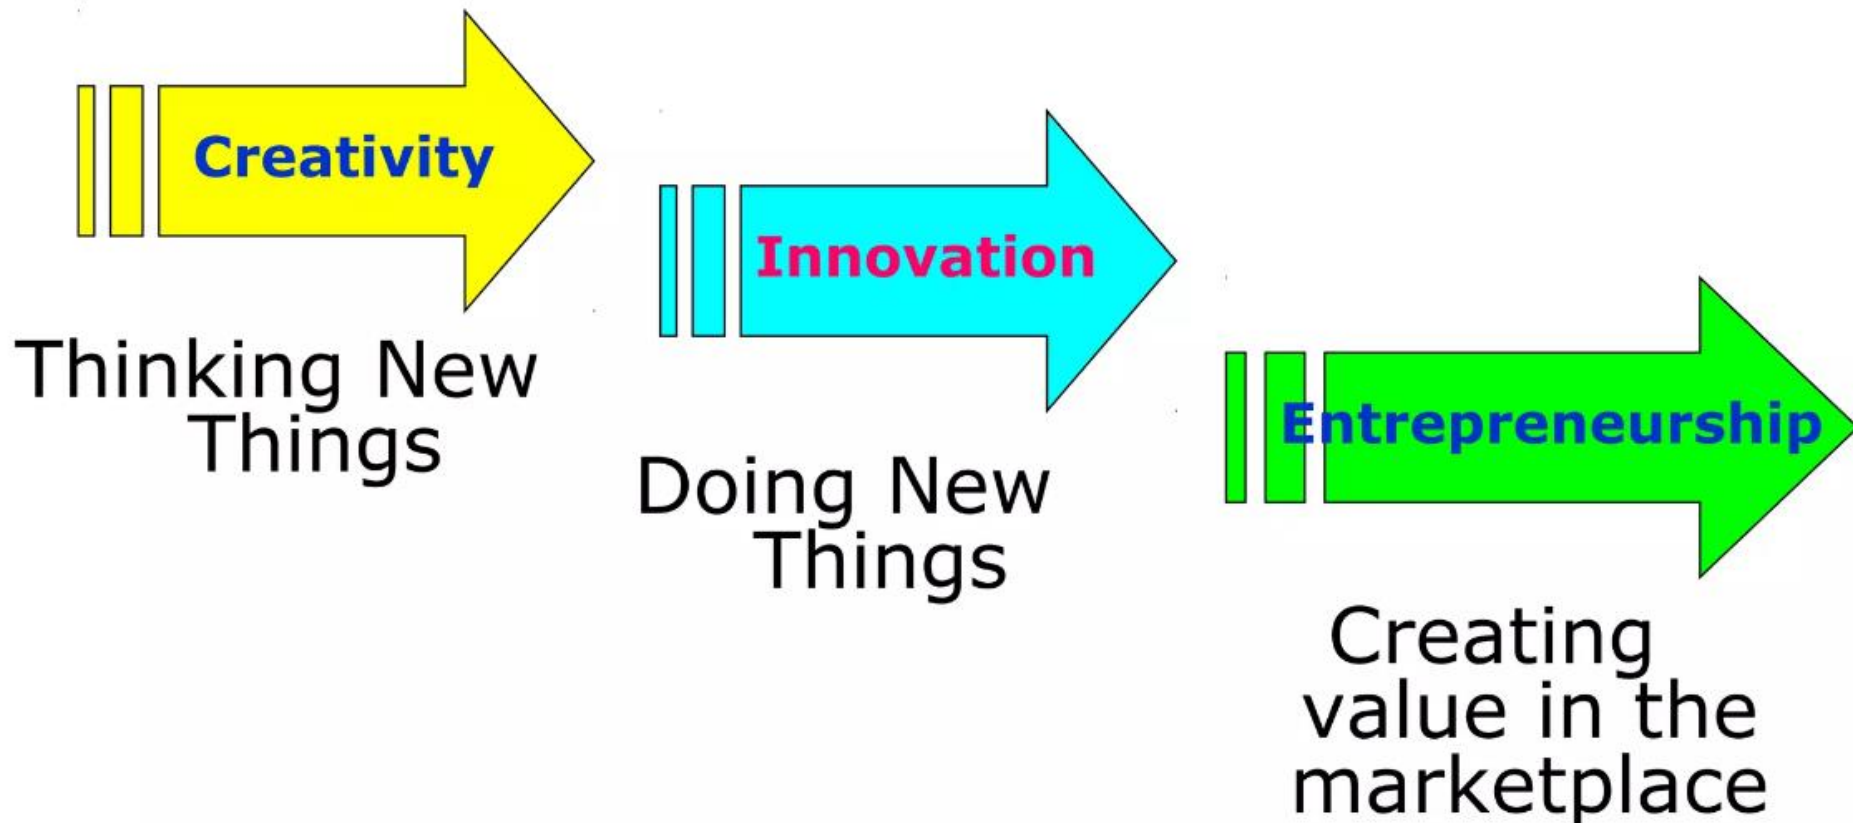 Creativity
Thinking New
Things
Innovation
Doing New
Things
Entrepreneurship
Creating
value in the
marketplace